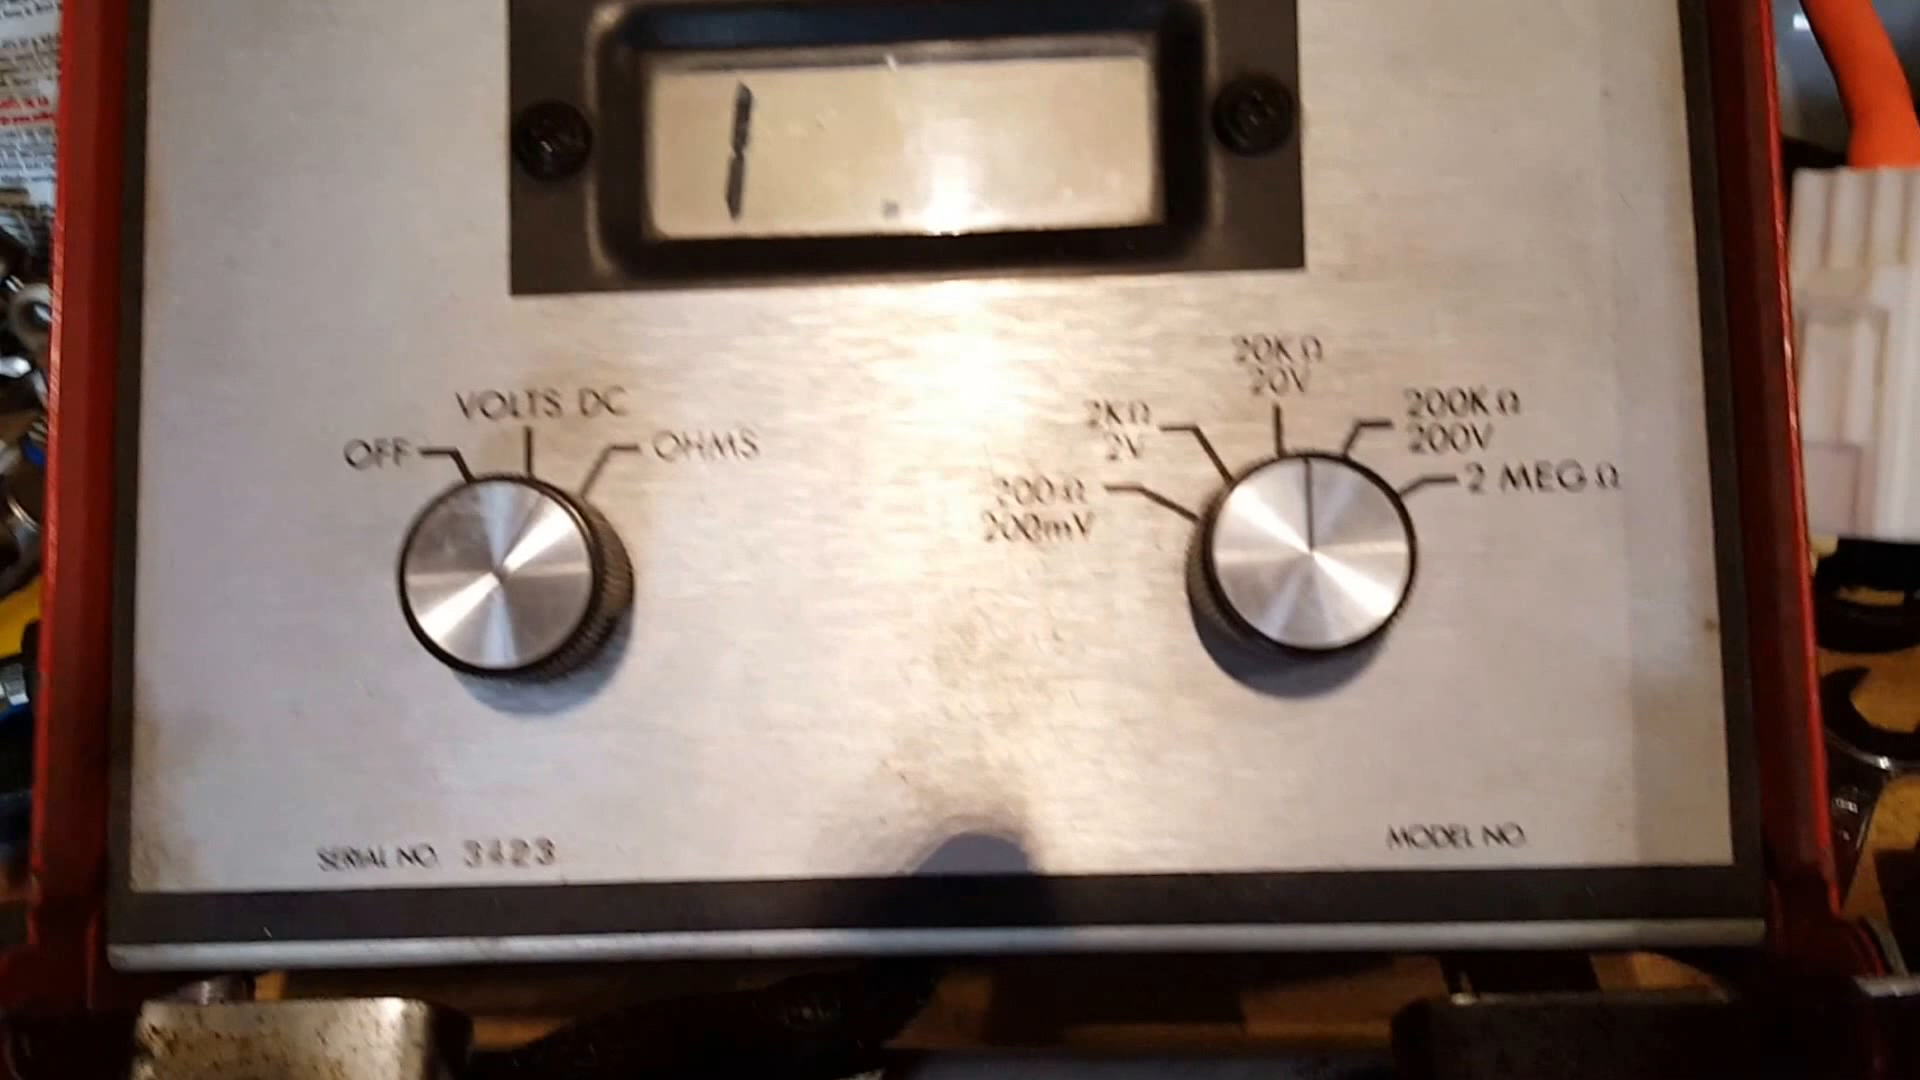 1 .
20KΩ
20V
VOLTS DC
2KΩ
2V
200KΩ
200V
OFF
OHMS
200Ω
200mV
2 MEGΩ
SERIAL NO. 3423
MODEL NO.